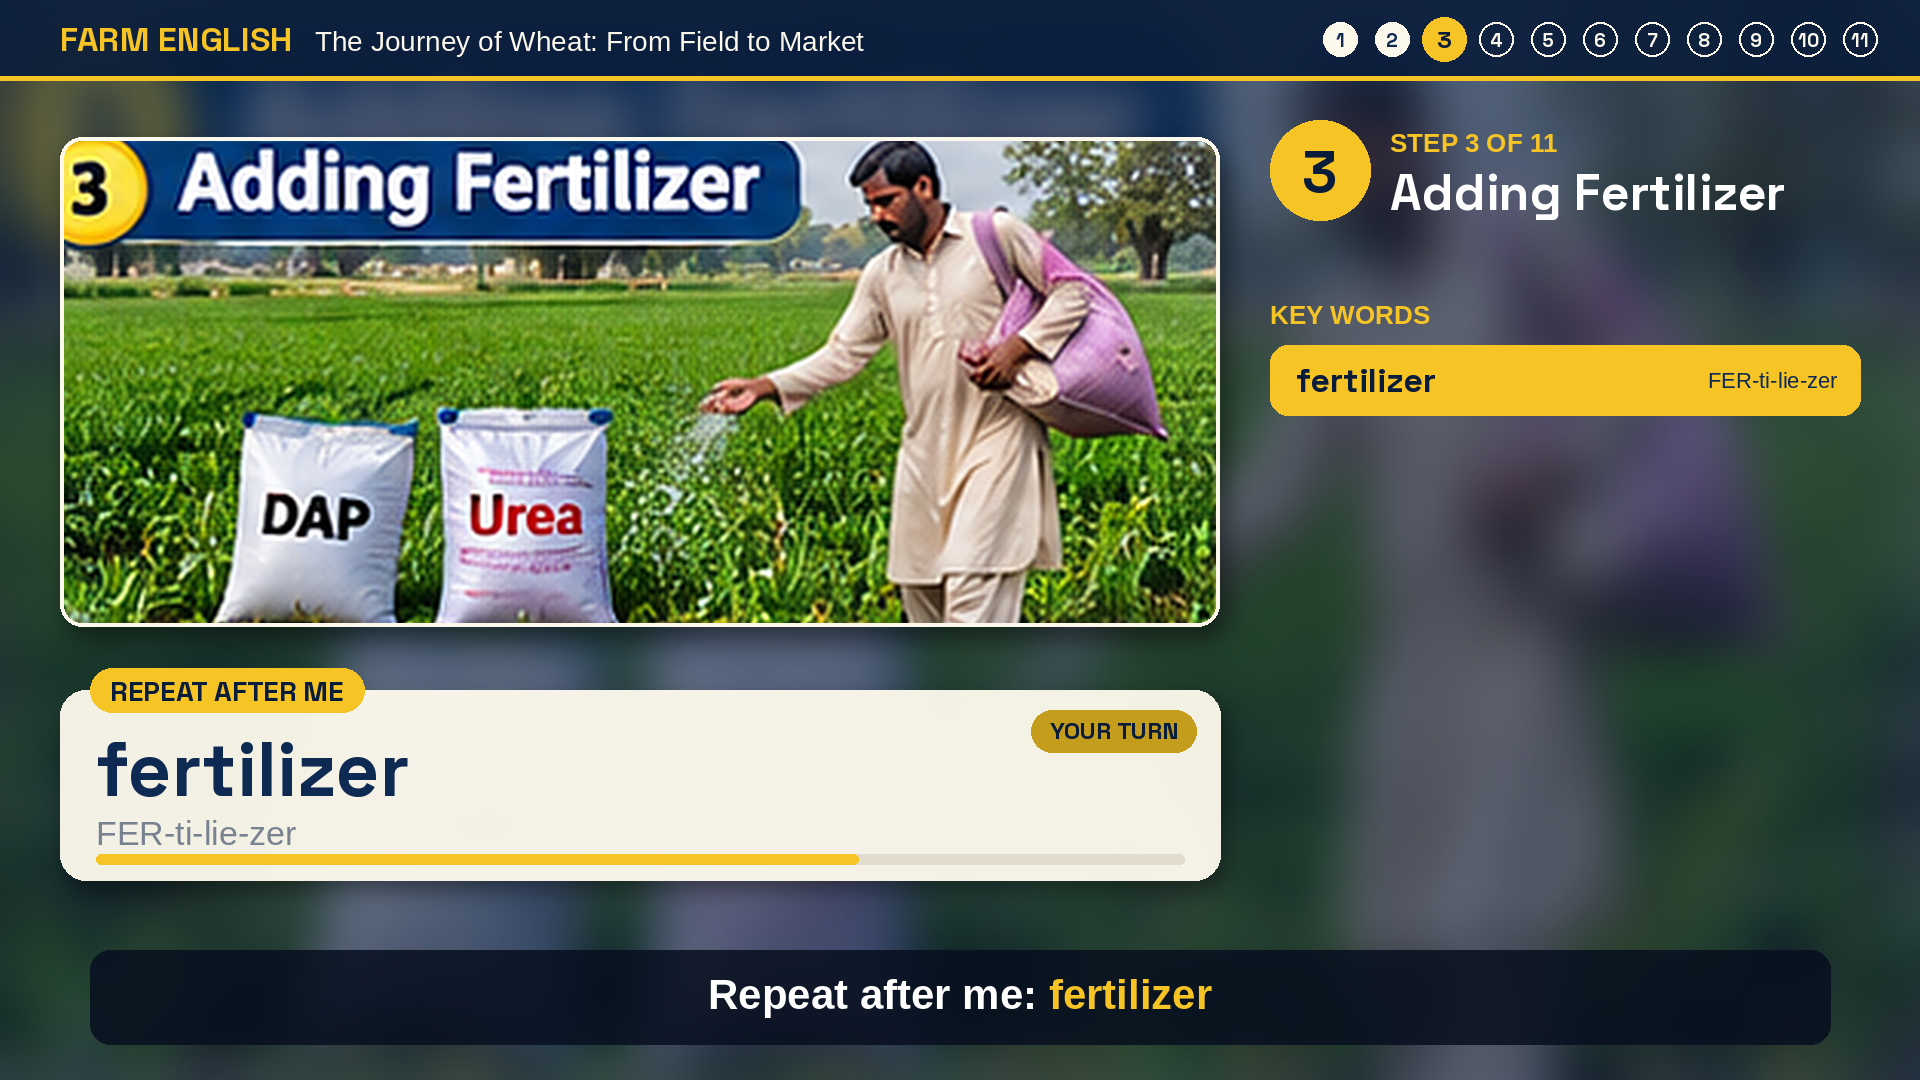 FARM ENGLISH The Journey of Wheat: From Field to Market 1 2 3 4 5 6 7 8 9 10 11
3 Adding Fertilizer
DAP
Urea
3
STEP 3 OF 11
Adding Fertilizer
KEY WORDS
fertilizer FER-ti-lie-zer
REPEAT AFTER ME
YOUR TURN
fertilizer
FER-ti-lie-zer
Repeat after me: fertilizer